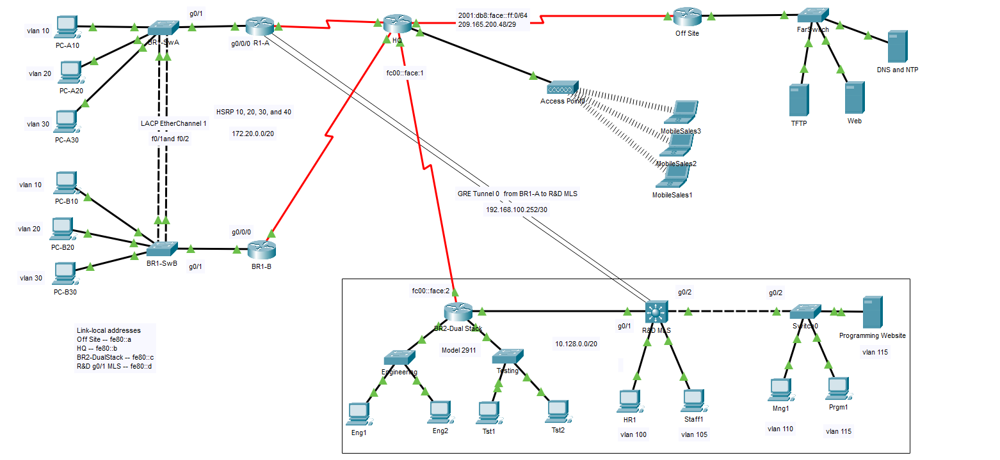 g0/1
2001:db8:face::ff:0/64
209.165.200.48/29
vlan 10
PC-A10
BR1-SwA
g0/0/0
R1-A
HQ
Off Site
FarSwitch
DNS and NTP
vlan 20
PC-A20
fc00::face:1
Access Point0
HSRP 10, 20, 30, and 40
172.20.0.0/20
vlan 30
PC-A30
LACP EtherChannel 1
f0/1and f0/2
MobileSales3
MobileSales2
MobileSales1
TFTP
Web
vlan 10
PC-B10
GRE Tunnel 0 from BR1-A to R&D MLS
192.168.100.252/30
vlan 20
PC-B20
g0/0/0
BR1-SwB
g0/1
BR1-B
vlan 30
PC-B30
fc00::face:2
g0/2
g0/2
BR2-Dual Stack
g0/1
R&D MLS
Switch0
Programming Website
vlan 115
Link-local addresses
Off Site -- fe80::a
HQ -- fe80::b
BR2-DualStack -- fe80::c
R&D g0/1 MLS -- fe80::d
Model 2911
10.128.0.0/20
Engineering
Testing
Eng1
Eng2
Tst1
Tst2
HR1
vlan 100
Staff1
vlan 105
Mng1
vlan 110
Prgm1
vlan 115